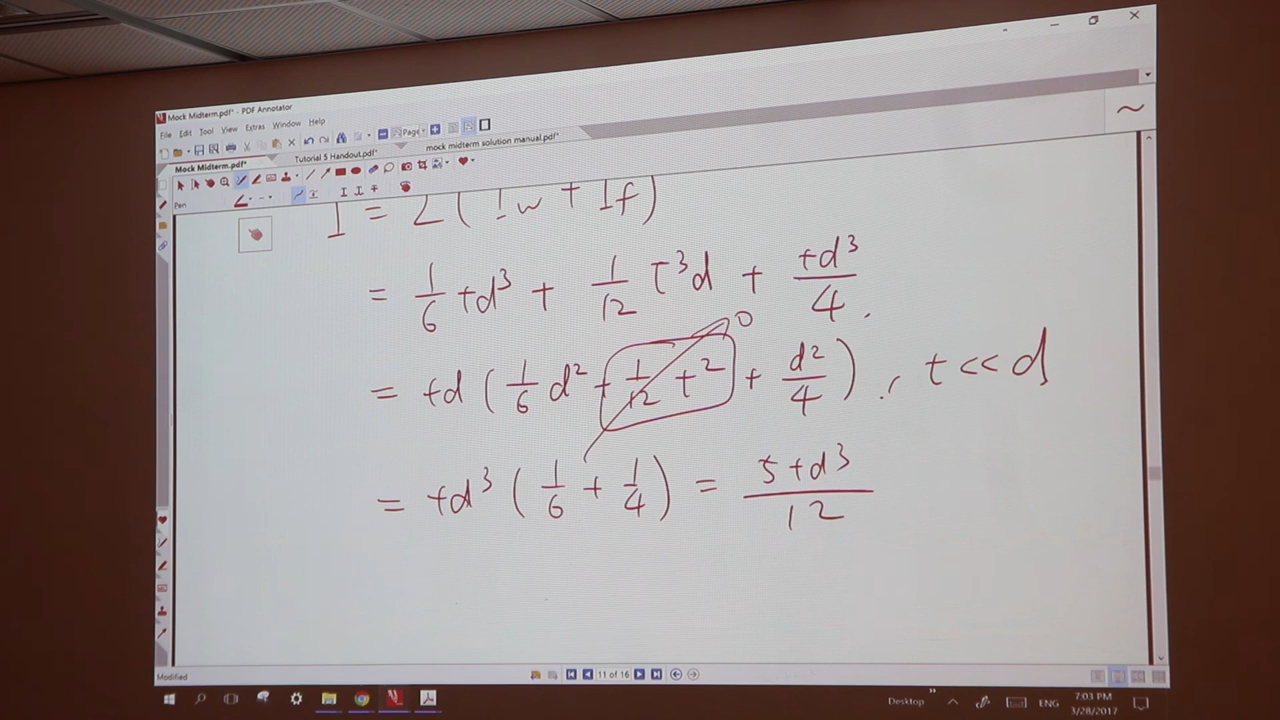 Mock Midterm.pdf* - PDF Annotator
File Edit Tool View Extras Window Help
Page
Mock Midterm.pdf* Tutorial 5 Handout.pdf* mock midterm solution manual.pdf*
Pen
I = 2 ( Iw + If )
= 1/6 td³ + 1/12 t³d + td³/4 .
= td ( 1/6 d² + 1/12 t² + d²/4 ) , t << d
0
= td³ ( 1/6 + 1/4 ) = 5td³/12
11 of 16
Modified
Desktop ENG 7:03 PM
3/28/2017